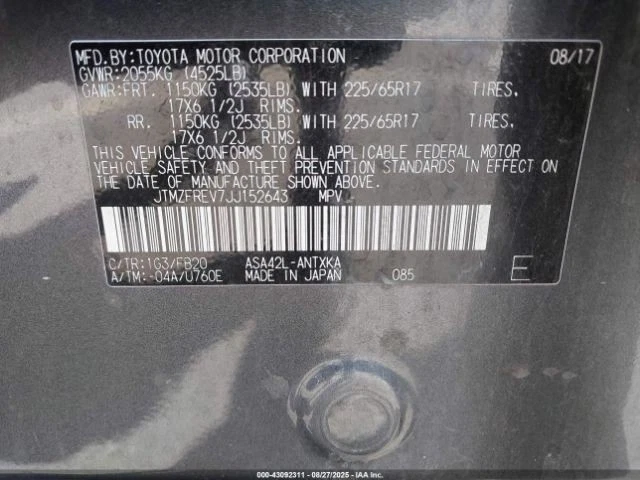 MFD.BY:TOYOTA MOTOR CORPORATION 08/17
GVWR:2055KG (4525LB)
GAWR:FRT. 1150KG (2535LB) WITH 225/65R17 TIRES,
17X6 1/2J RIMS.
RR. 1150KG (2535LB) WITH 225/65R17 TIRES,
17X6 1/2J RIMS.
THIS VEHICLE CONFORMS TO ALL APPLICABLE FEDERAL MOTOR
VEHICLE SAFETY AND THEFT PREVENTION STANDARDS IN EFFECT ON
THE DATE OF MANUFACTURE SHOWN ABOVE.
JTMZFREV7JJ152643 MPV
C/TR:1G3/FB20 ASA42L-ANTXKA
A/TM:-04A/U760E MADE IN JAPAN 085 E
000-43092311 - 08/27/2025 - IAA Corp.